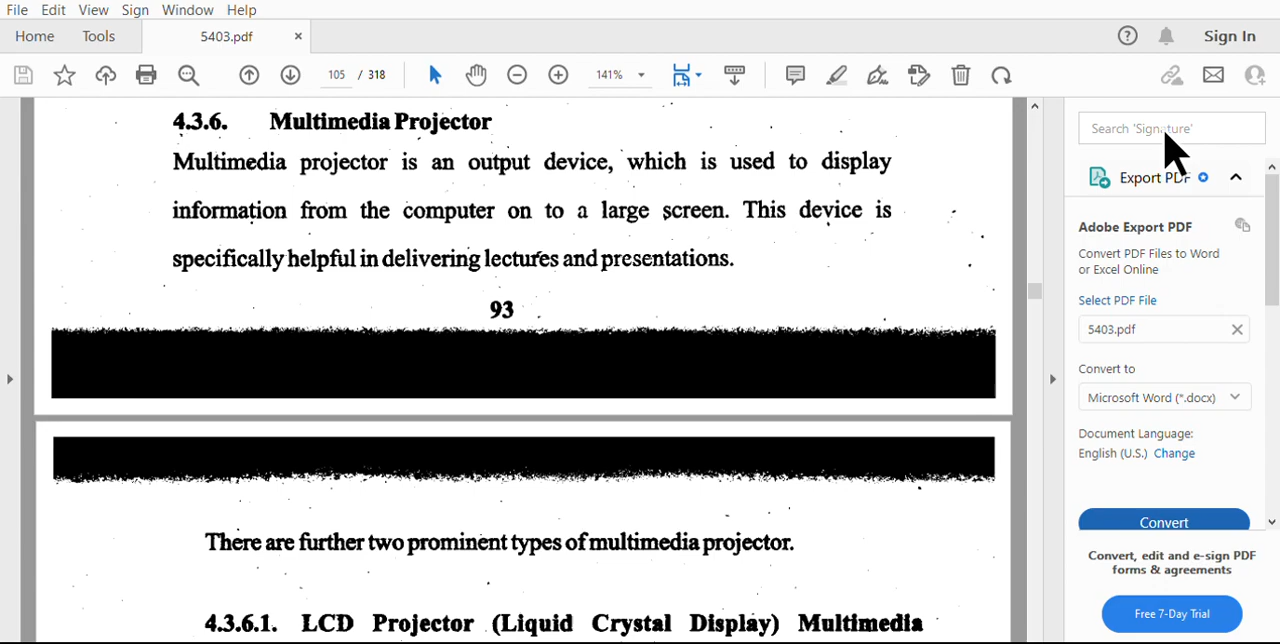 File Edit View Sign Window Help
Home Tools 5403.pdf × Sign In
105 / 318 141%
4.3.6. Multimedia Projector
Multimedia projector is an output device, which is used to display
information from the computer on to a large screen. This device is
specifically helpful in delivering lectures and presentations.
93
There are further two prominent types of multimedia projector.
4.3.6.1. LCD Projector (Liquid Crystal Display) Multimedia
Search 'Signature'
Export PDF
Adobe Export PDF
Convert PDF Files to Word
or Excel Online
Select PDF File
5403.pdf
Convert to
Microsoft Word (*.docx)
Document Language:
English (U.S.) Change
Convert
Convert, edit and e-sign PDF
forms & agreements
Free 7-Day Trial